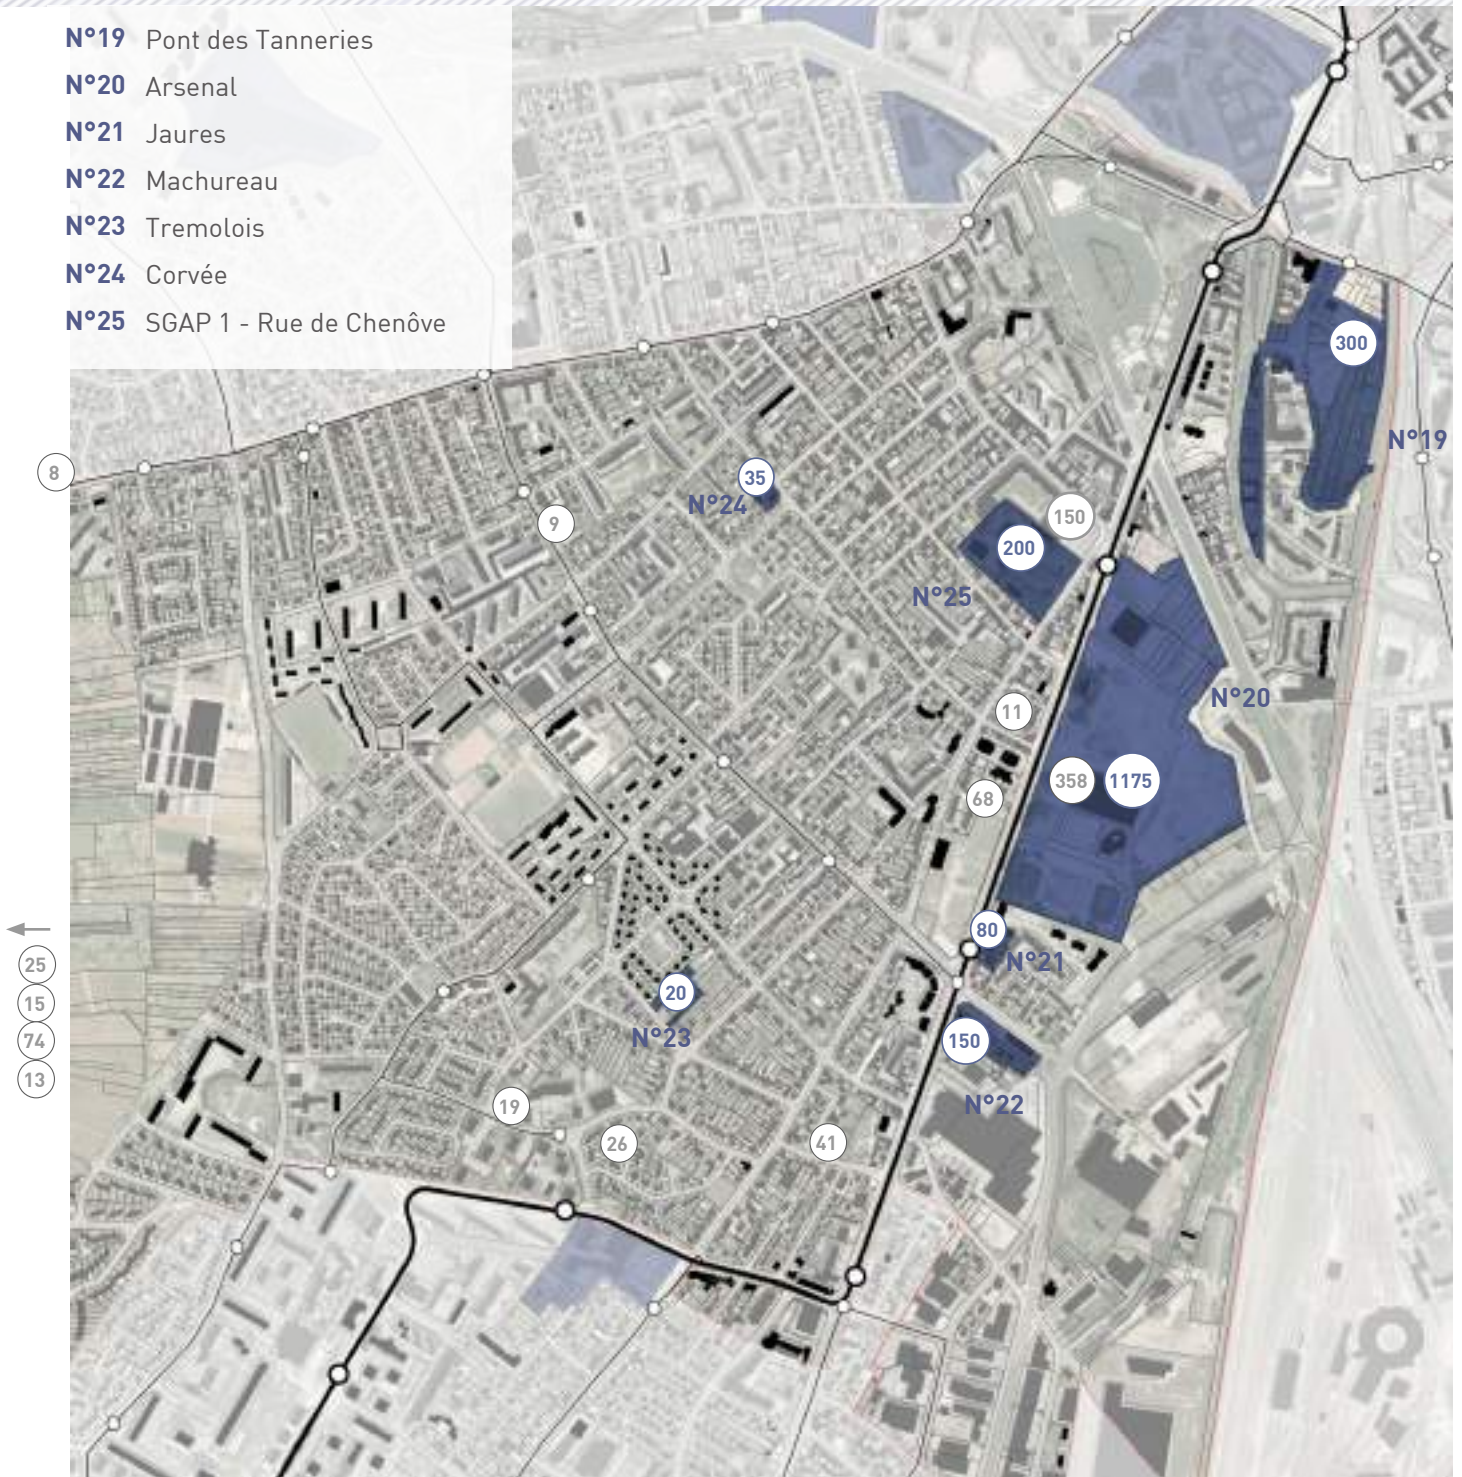 N°19 Pont des Tanneries
N°20 Arsenal
N°21 Jaures
N°22 Machureau
N°23 Tremolois
N°24 Corvée
N°25 SGAP 1 - Rue de Chenôve
300
N°19
8
35
N°24
9
150
200
N°25
N°20
11
358
1175
68
80
N°21
25
20
15
N°23
74
150
13
N°22
19
26
41